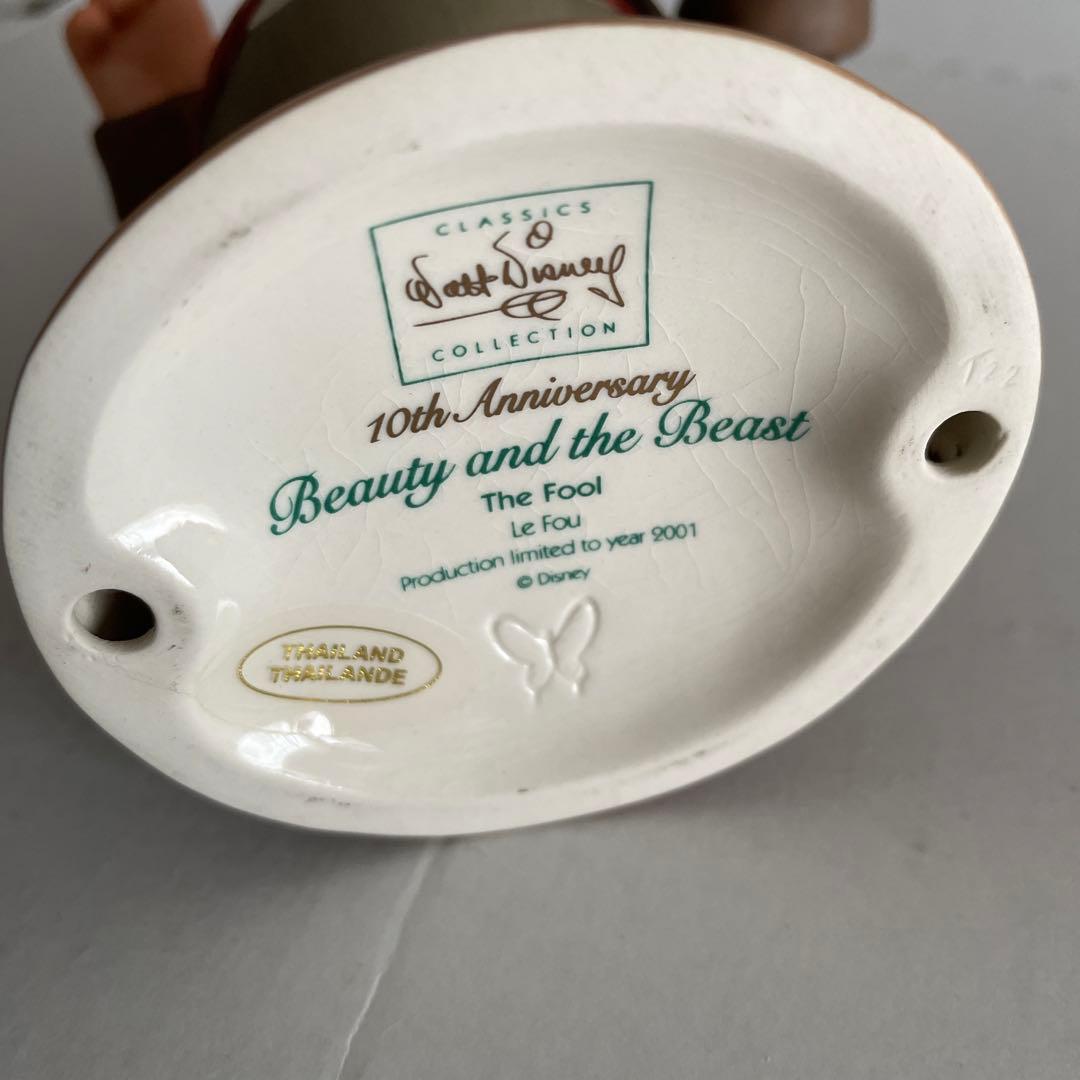 CLASSICS
Walt Disney
COLLECTION
10th Anniversary
Beauty and the Beast
The Fool
Le Fou
Production limited to year 2001
© Disney
THAILAND
THAILANDE
T22